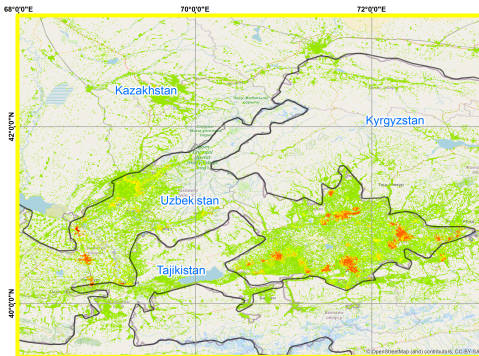 68°0'0"E 70°0'0"E 72°0'0"E
Kazakhstan
42°0'0"N
Kyrgyzstan
Uzbekistan
Tajikistan
40°0'0"N
© OpenStreetMap (and) contributors, CC-BY-SA